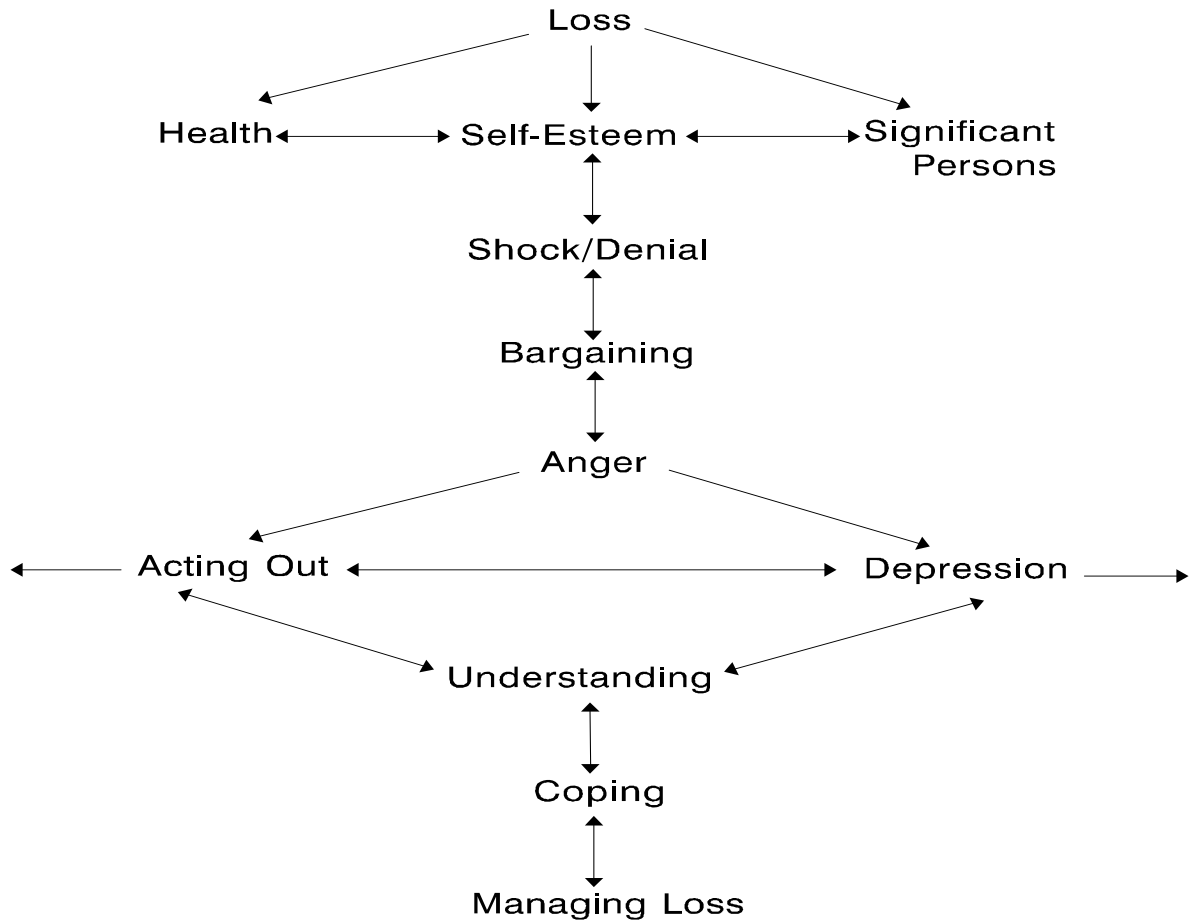 Loss
Health
Self-Esteem
Significant
Persons
Shock/Denial
Bargaining
Anger
Acting Out
Depression
Understanding
Coping
Managing Loss